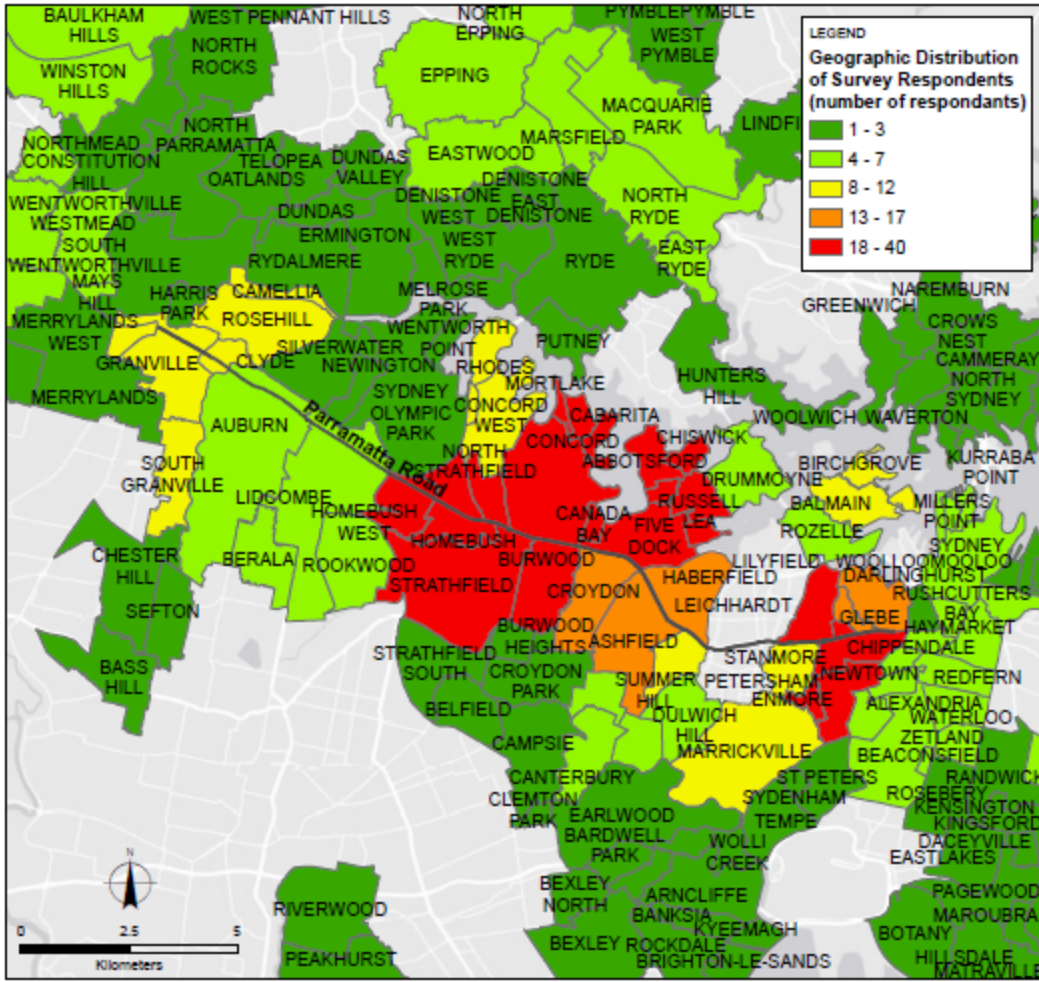 BAULKHAM
HILLS
WEST PENNANT HILLS
NORTH
EPPING
PYMBLE
PYMBLE
WEST
PYMBLE
LEGEND
Geographic Distribution
of Survey Respondents
(number of respondants)
1 - 3
4 - 7
8 - 12
13 - 17
18 - 40
NORTH
ROCKS
WINSTON
HILLS
EPPING
MACQUARIE
PARK
LINDFI
NORTHMEAD
CONSTITUTION
HILL
NORTH
PARRAMATTA
TELOPEA
OATLANDS
DUNDAS
VALLEY
EASTWOOD
MARSFIELD
WENTWORTHVILLE
WESTMEAD
SOUTH
WENTWORTHVILLE
MAYS
HILL
DUNDAS
ERMINGTON
RYDALMERE
DENISTONE
WEST
DENISTONE
EAST
DENISTONE
WEST
RYDE
RYDE
NORTH
RYDE
EAST
RYDE
HARRIS
PARK
CAMELLIA
ROSEHILL
MELROSE
PARK
WENTWORTH
POINT
PUTNEY
GREENWICH
NAREMBURN
CROWS
NEST
CAMMERAY
NORTH
SYDNEY
MERRYLANDS
WEST
GRANVILLE
CLYDE
SILVERWATER
NEWINGTON
RHODES
MORTLAKE
HUNTERS
HILL
MERRYLANDS
AUBURN
Parramatta Road
SYDNEY
OLYMPIC
PARK
CONCORD
WEST
CABARITA
CONCORD
CHISWICK
ABBOTSFORD
WOOLWICH
WAVERTON
KURRABA
POINT
SOUTH
GRANVILLE
NORTH
STRATHFIELD
DRUMMOYNE
BIRCHGROVE
BALMAIN
MILLERS
POINT
LIDCOMBE
HOMEBUSH
WEST
CANADA
BAY
FIVE
DOCK
RUSSELL
LEA
ROZELLE
SYDNEY
CHESTER
HILL
BERALA
ROOKWOOD
HOMEBUSH
STRATHFIELD
BURWOOD
CROYDON
HABERFIELD
LEICHHARDT
LILYFIELD
WOOLLOOMOOLOO
DARLINGHURST
RUSHCUTTERS
BAY
GLEBE
HAYMARKET
SEFTON
BURWOOD
HEIGHTS
ASHFIELD
STANMORE
CHIPPENDALE
BASS
HILL
STRATHFIELD
SOUTH
CROYDON
PARK
SUMMER
HILL
PETERSHAM
NEWTOWN
ENMORE
REDFERN
BELFIELD
DULWICH
HILL
ALEXANDRIA
WATERLOO
ZETLAND
CAMPSIE
MARRICKVILLE
BEACONSFIELD
CANTERBURY
ST PETERS
RANDWICK
CLEMTON
PARK
EARLWOOD
SYDENHAM
TEMPE
ROSEBERY
KENSINGTON
KINGSFORD
BARDWELL
PARK
WOLLI
CREEK
DACEYVILLE
EASTLAKES
N
RIVERWOOD
BEXLEY
NORTH
ARNCLIFFE
BANKSIA
KYEEMAGH
PAGEWOOD
MAROUBRA
BOTANY
0 2.5 5
Kilometers
PEAKHURST
BEXLEY
ROCKDALE
BRIGHTON-LE-SANDS
HILLSDALE
MATRAVILLE